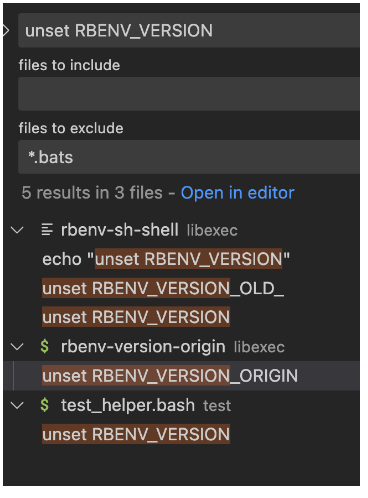 unset RBENV_VERSION
files to include
files to exclude
*.bats
5 results in 3 files - Open in editor
rbenv-sh-shell libexec
echo "unset RBENV_VERSION"
unset RBENV_VERSION_OLD_
unset RBENV_VERSION
$ rbenv-version-origin libexec
unset RBENV_VERSION_ORIGIN
$ test_helper.bash test
unset RBENV_VERSION